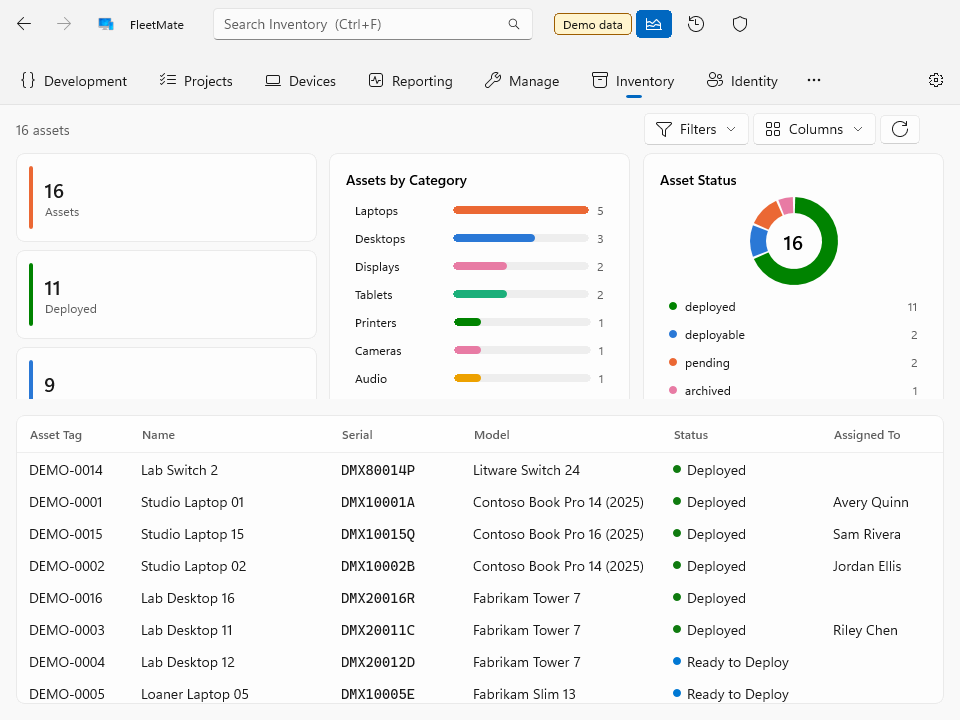 FleetMate
Search Inventory (Ctrl+F)
Demo data
Development
Projects
Devices
Reporting
Manage
Inventory
Identity
16 assets
Filters
Columns
16
Assets
11
Deployed
9
Assets by Category
Laptops 5
Desktops 3
Displays 2
Tablets 2
Printers 1
Cameras 1
Audio 1
Asset Status
16
deployed 11
deployable 2
pending 2
archived 1
Asset Tag Name Serial Model Status Assigned To
DEMO-0014 Lab Switch 2 DMX80014P Litware Switch 24 Deployed
DEMO-0001 Studio Laptop 01 DMX10001A Contoso Book Pro 14 (2025) Deployed Avery Quinn
DEMO-0015 Studio Laptop 15 DMX10015Q Contoso Book Pro 16 (2025) Deployed Sam Rivera
DEMO-0002 Studio Laptop 02 DMX10002B Contoso Book Pro 14 (2025) Deployed Jordan Ellis
DEMO-0016 Lab Desktop 16 DMX20016R Fabrikam Tower 7 Deployed
DEMO-0003 Lab Desktop 11 DMX20011C Fabrikam Tower 7 Deployed Riley Chen
DEMO-0004 Lab Desktop 12 DMX20012D Fabrikam Tower 7 Ready to Deploy
DEMO-0005 Loaner Laptop 05 DMX10005E Fabrikam Slim 13 Ready to Deploy